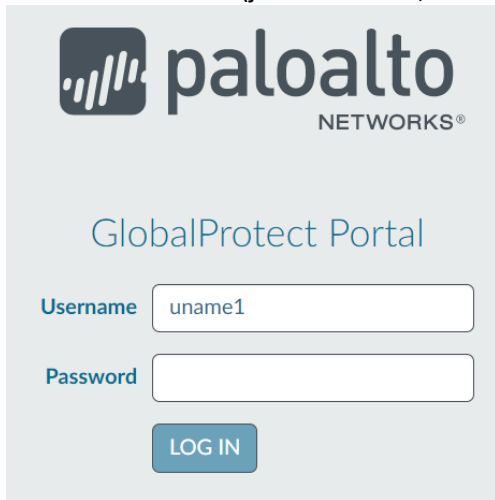 paloalto
NETWORKS®
GlobalProtect Portal
Username uname1
Password
LOG IN